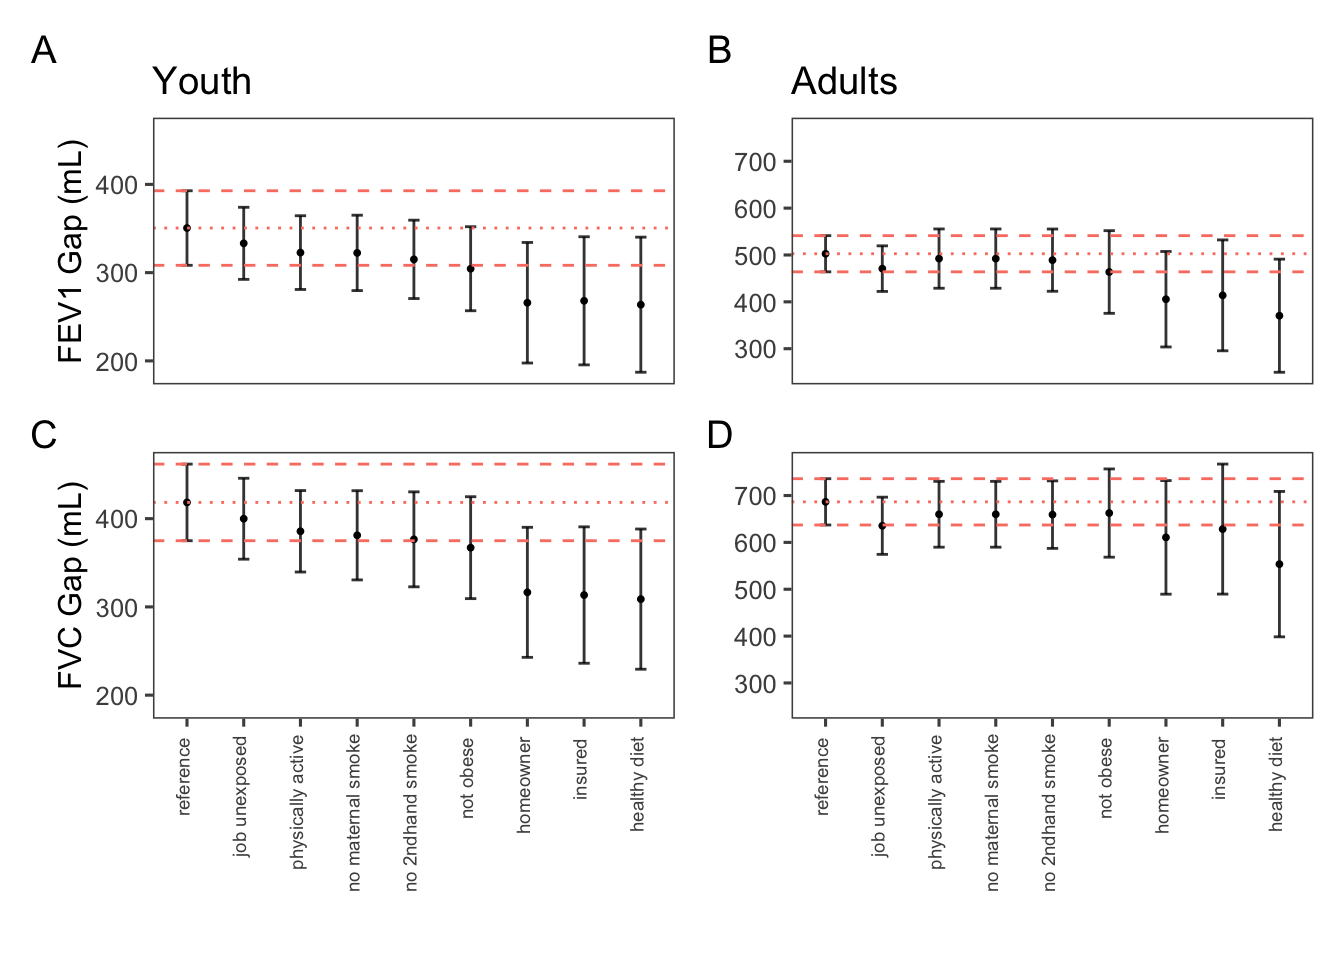 A
Youth
FEV1 Gap (mL)
400
300
200
B
Adults
700
600
500
400
300
C
FVC Gap (mL)
400
300
200
reference
job unexposed
physically active
no maternal smoke
no 2ndhand smoke
not obese
homeowner
insured
healthy diet
D
700
600
500
400
300
reference
job unexposed
physically active
no maternal smoke
no 2ndhand smoke
not obese
homeowner
insured
healthy diet